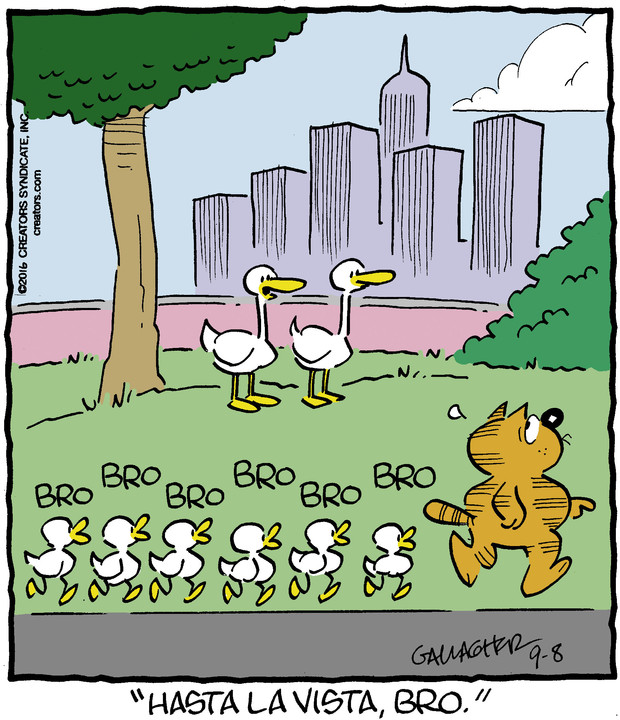 ©2016 CREATORS SYNDICATE, INC.
creators.com
BRO
BRO
BRO
BRO
BRO
BRO
GALLAGHER
9-8
"HASTA LA VISTA, BRO."